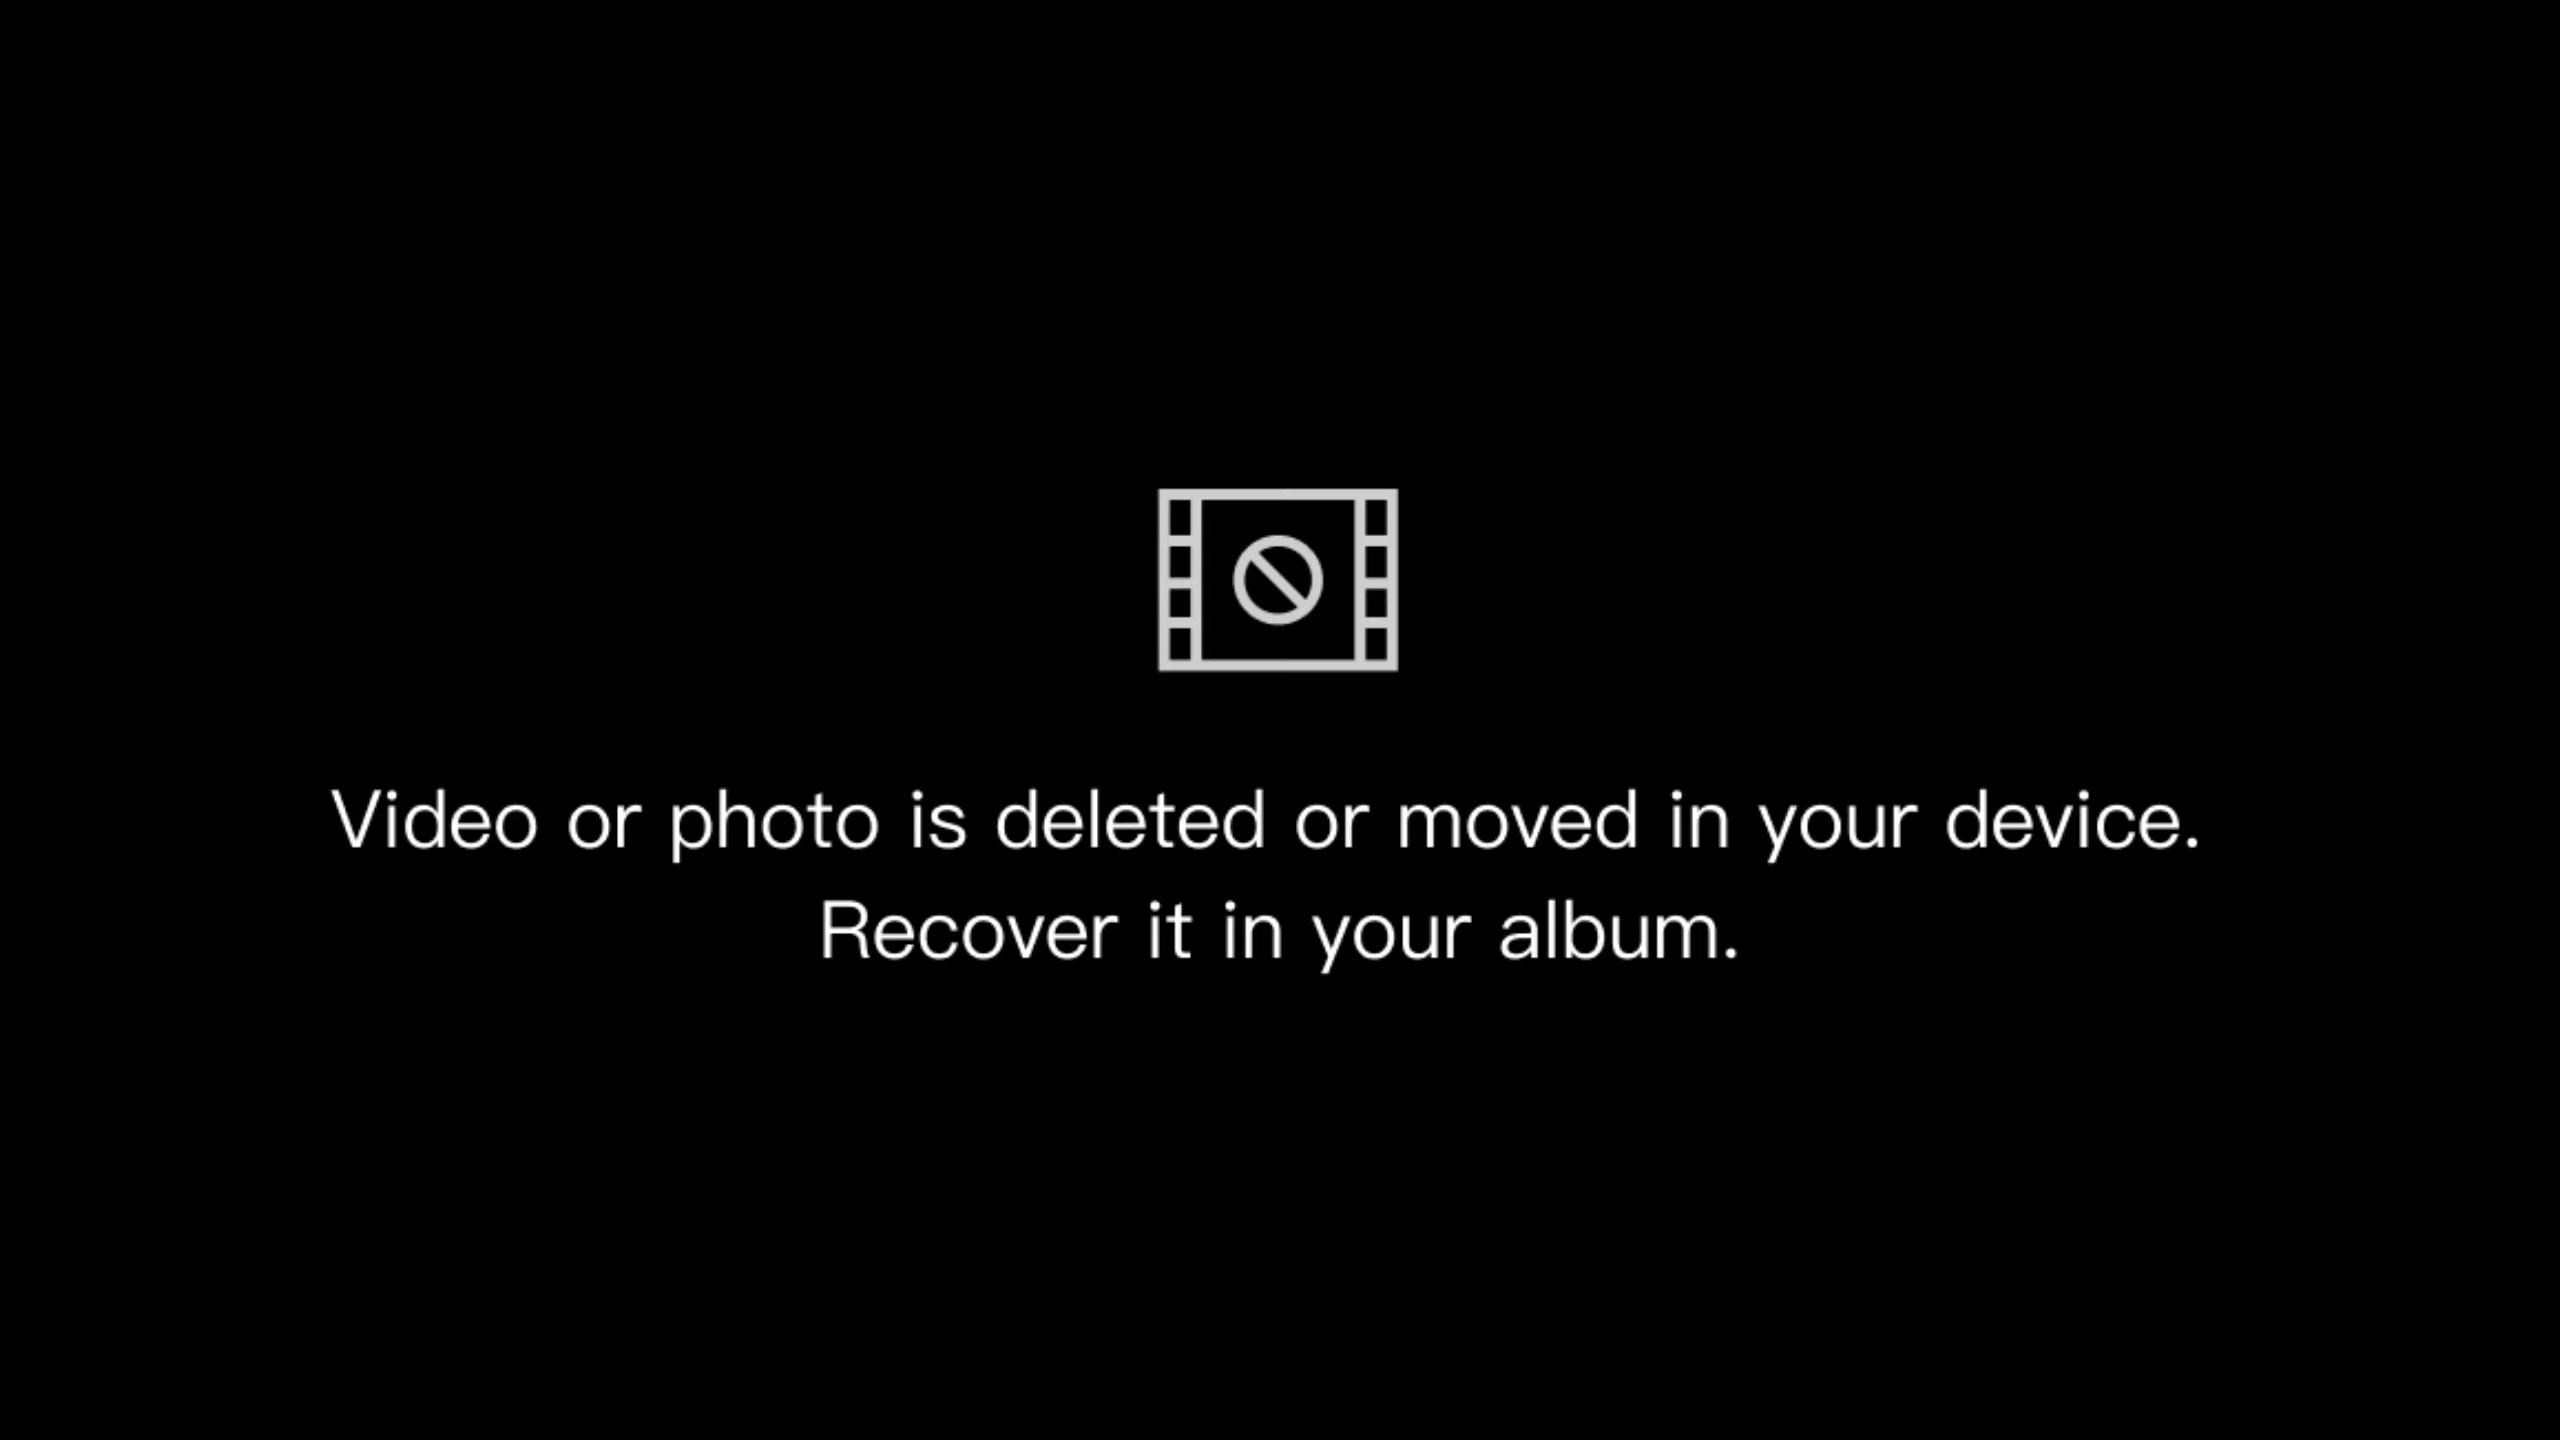 Video or photo is deleted or moved in your device.
Recover it in your album.